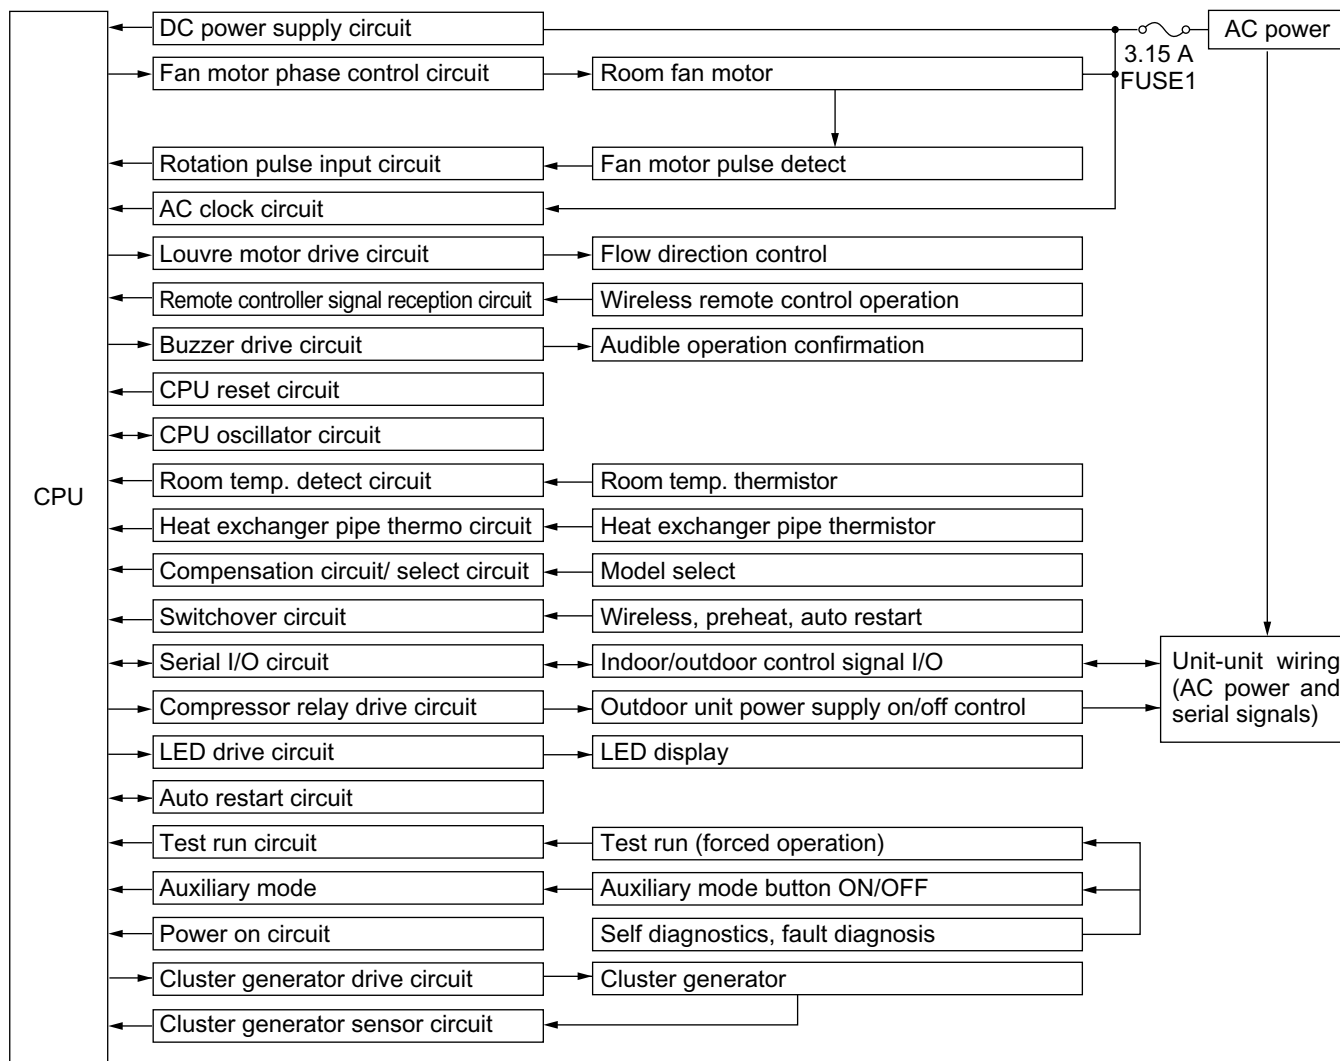 DC power supply circuit
AC power
Fan motor phase control circuit
Room fan motor
3.15 A
FUSE1
Rotation pulse input circuit
Fan motor pulse detect
AC clock circuit
Louvre motor drive circuit
Flow direction control
Remote controller signal reception circuit
Wireless remote control operation
Buzzer drive circuit
Audible operation confirmation
CPU reset circuit
CPU oscillator circuit
Room temp. detect circuit
Room temp. thermistor
CPU
Heat exchanger pipe thermo circuit
Heat exchanger pipe thermistor
Compensation circuit/ select circuit
Model select
Switchover circuit
Wireless, preheat, auto restart
Serial I/O circuit
Indoor/outdoor control signal I/O
Unit-unit wiring
(AC power and
serial signals)
Compressor relay drive circuit
Outdoor unit power supply on/off control
LED drive circuit
LED display
Auto restart circuit
Test run circuit
Test run (forced operation)
Auxiliary mode
Auxiliary mode button ON/OFF
Power on circuit
Self diagnostics, fault diagnosis
Cluster generator drive circuit
Cluster generator
Cluster generator sensor circuit